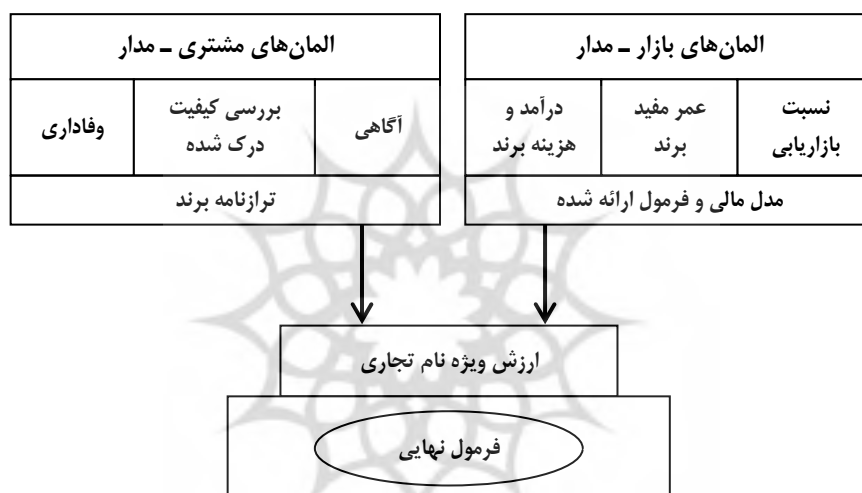 المان‌های بازار ـ مدار
نسبت
بازاریابی
عمر مفید
برند
درآمد و
هزینه برند
مدل مالی و فرمول ارائه شده
المان‌های مشتری ـ مدار
آگاهی
بررسی کیفیت
درک شده
وفاداری
ترازنامه برند
ارزش ویژه نام تجاری
فرمول نهایی